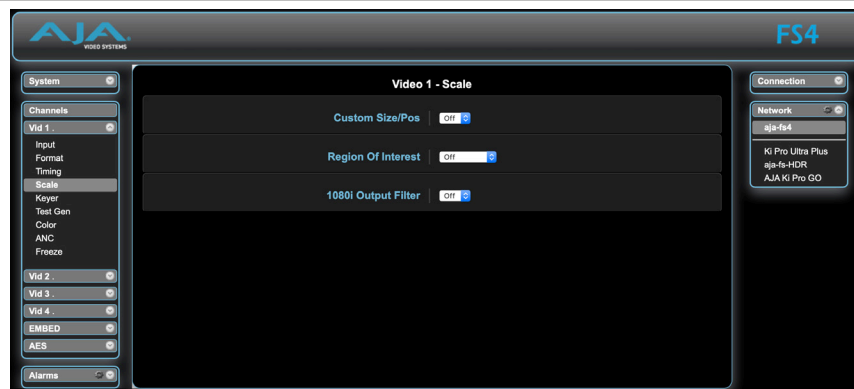 AJA
VIDEO SYSTEMS
FS4
System
Channels
Vid 1 .
Input
Format
Timing
Scale
Keyer
Test Gen
Color
ANC
Freeze
Vid 2 .
Vid 3 .
Vid 4 .
EMBED
AES
Alarms
Video 1 - Scale
Custom Size/Pos Off
Region Of Interest Off
1080i Output Filter Off
Connection
Network
aja-fs4
Ki Pro Ultra Plus
aja-fs-HDR
AJA Ki Pro GO